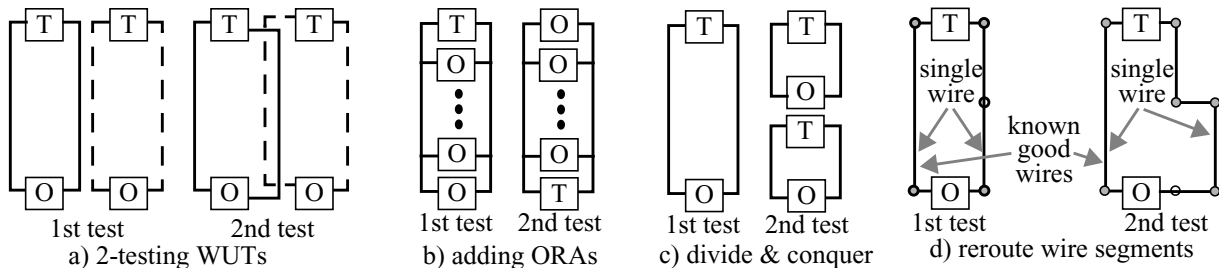 T T T T
O O O O
1st test 2nd test
a) 2-testing WUTs
T O
O O
O O
O T
1st test 2nd test
b) adding ORAs
T T
O
T
O O
1st test 2nd test
c) divide & conquer
T T
single
wire
single
wire
known
good
wires
O O
1st test 2nd test
d) reroute wire segments